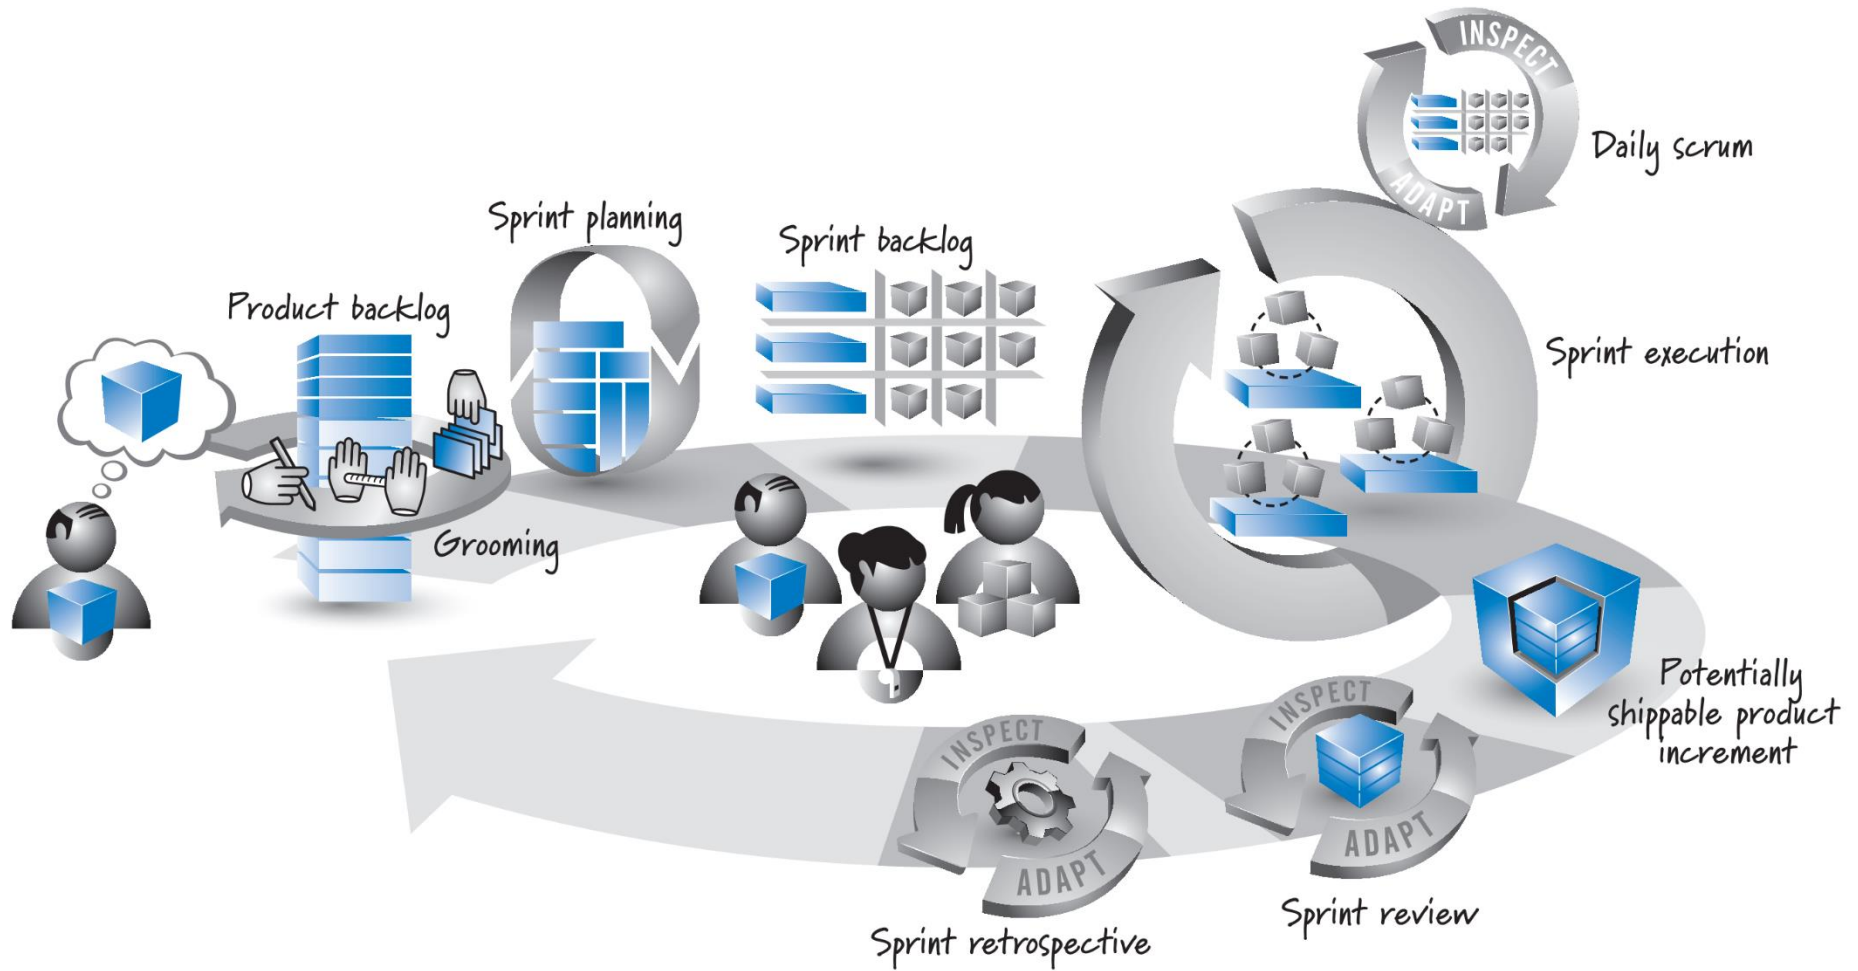 INSPECT
ADAPT
Daily scrum
Sprint planning
Sprint backlog
Product backlog
Sprint execution
Grooming
Potentially
shippable product
increment
INSPECT
ADAPT
Sprint review
INSPECT
ADAPT
Sprint retrospective